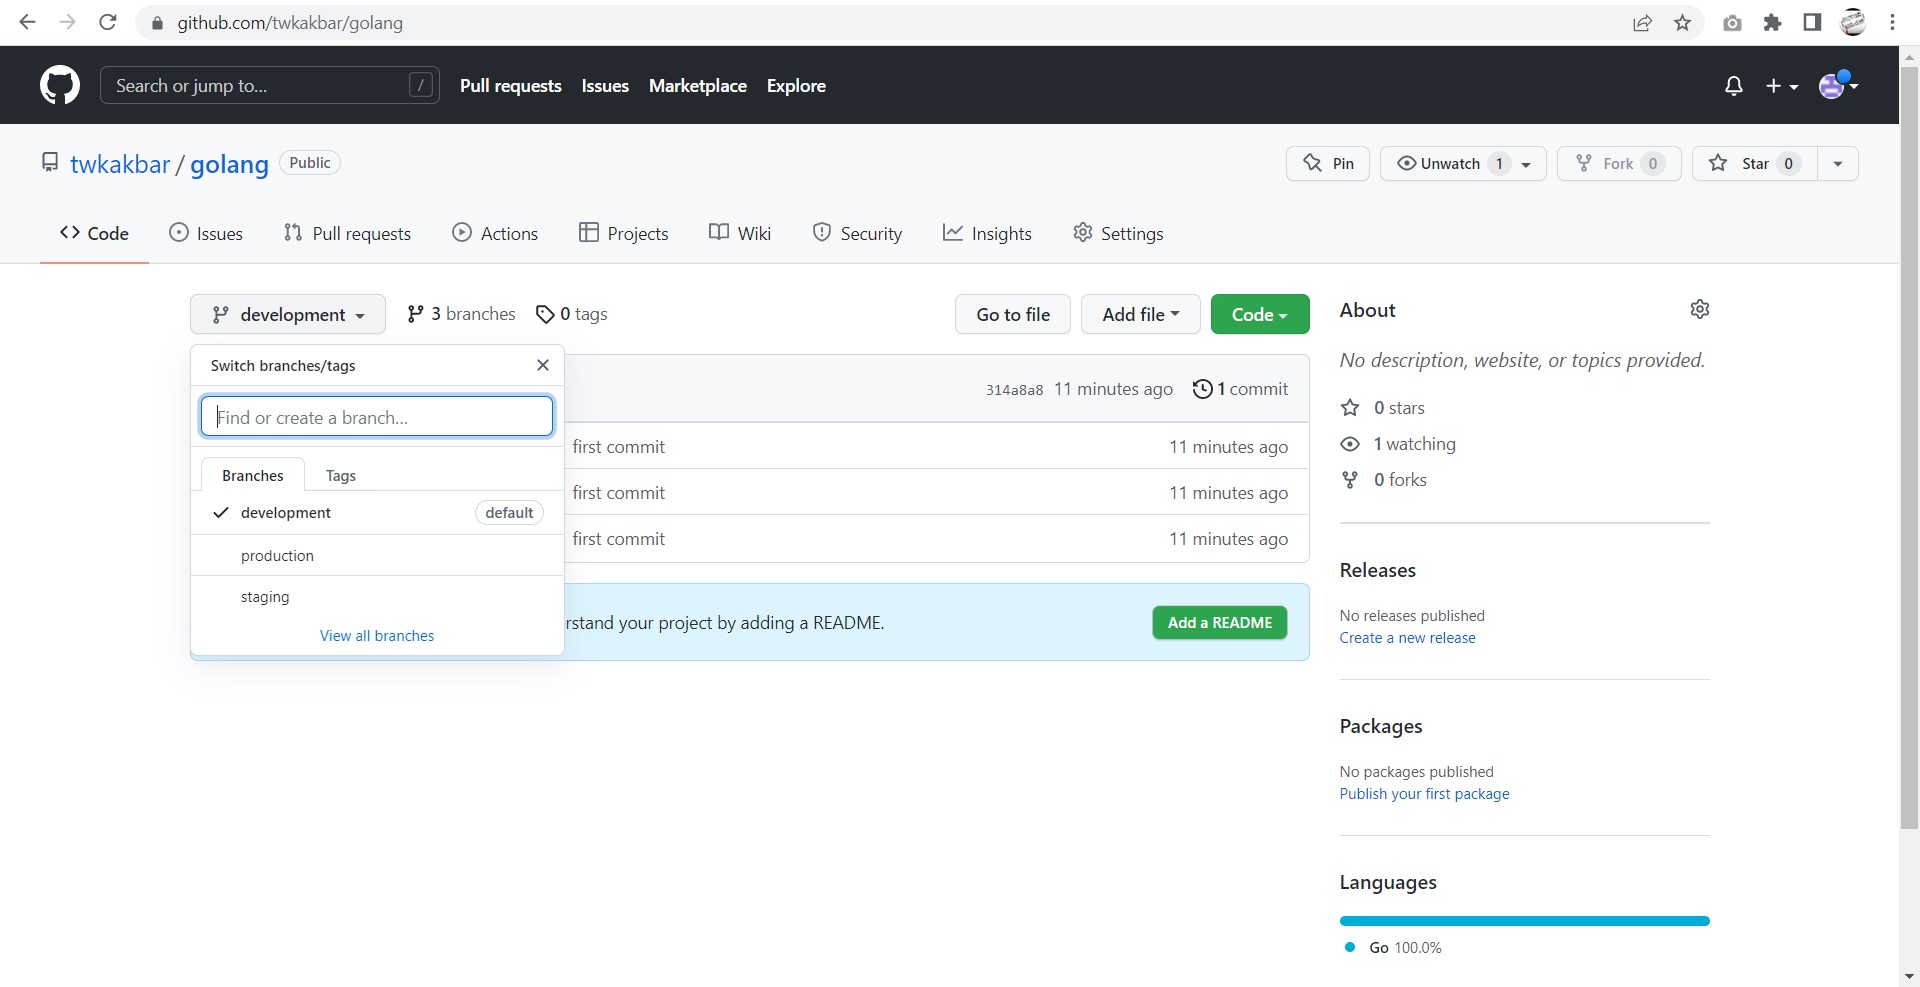 github.com/twkakbar/golang
Search or jump to... /
Pull requests Issues Marketplace Explore
twkakbar / golang Public
Pin Unwatch 1 Fork 0 Star 0
Code Issues Pull requests Actions Projects Wiki Security Insights Settings
development 3 branches 0 tags Go to file Add file Code
Switch branches/tags
Find or create a branch...
Branches Tags
development default
production
staging
View all branches
314a8a8 11 minutes ago 1 commit
first commit 11 minutes ago
first commit 11 minutes ago
first commit 11 minutes ago
rstand your project by adding a README. Add a README
About
No description, website, or topics provided.
0 stars
1 watching
0 forks
Releases
No releases published
Create a new release
Packages
No packages published
Publish your first package
Languages
Go 100.0%